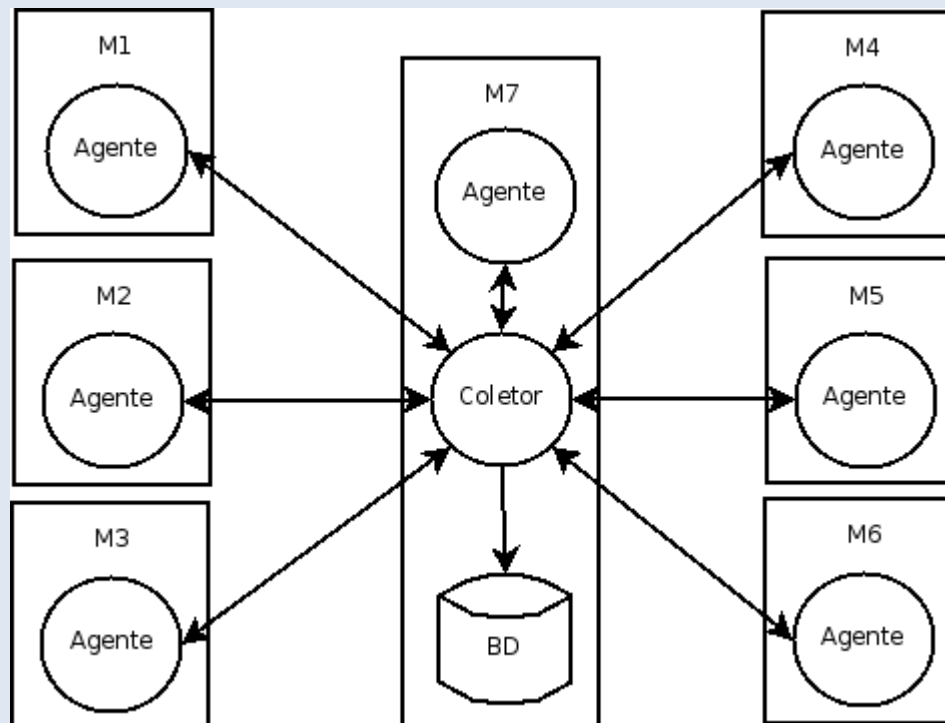 M1
Agente
M2
Agente
M3
Agente
M7
Agente
Coletor
BD
M4
Agente
M5
Agente
M6
Agente